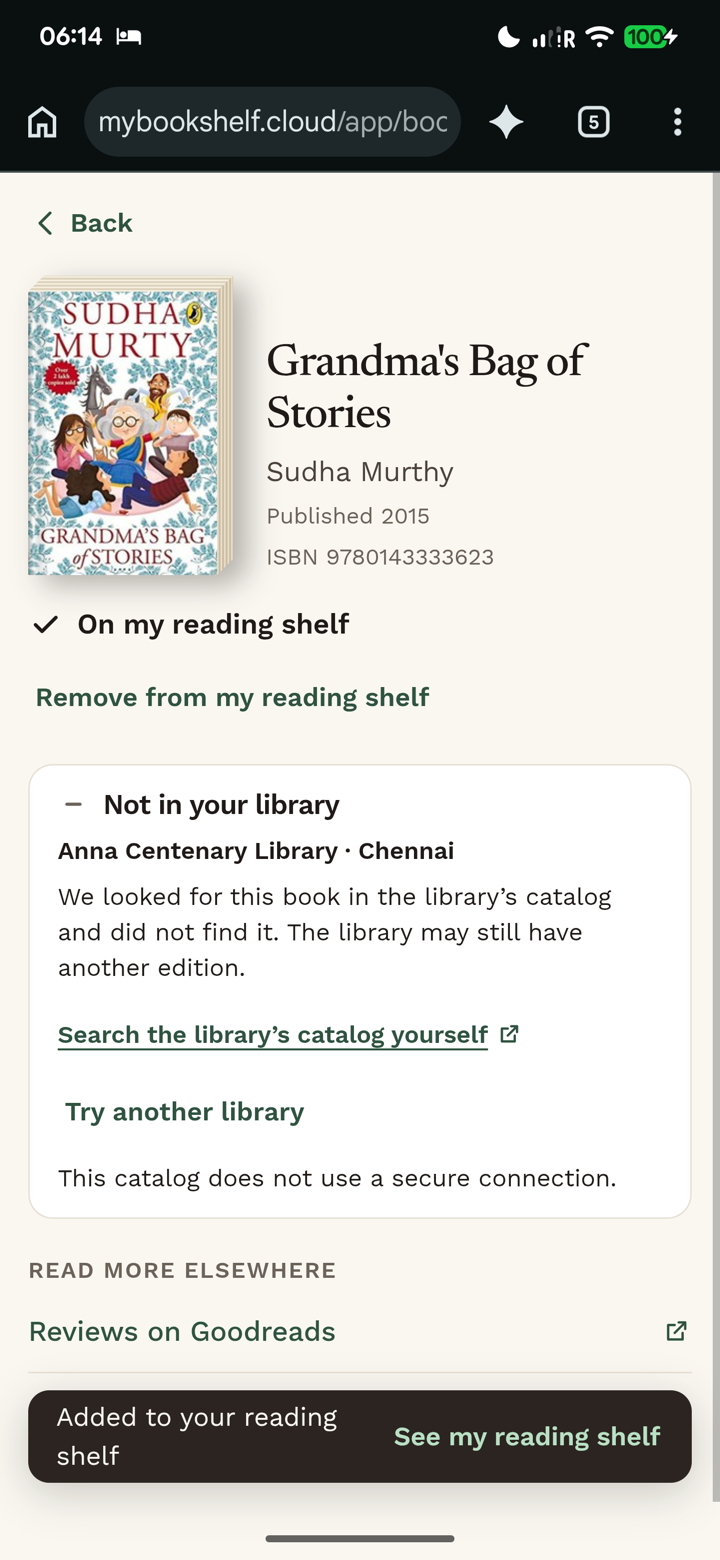 06:14
R
100
mybookshelf.cloud/app/boo
5
Back
SUDHA
MURTY
Over
2 lakh
copies sold
GRANDMA'S BAG
of STORIES
Grandma's Bag of
Stories
Sudha Murthy
Published 2015
ISBN 9780143333623
On my reading shelf
Remove from my reading shelf
Not in your library
Anna Centenary Library · Chennai
We looked for this book in the library’s catalog
and did not find it. The library may still have
another edition.
Search the library’s catalog yourself
Try another library
This catalog does not use a secure connection.
READ MORE ELSEWHERE
Reviews on Goodreads
Added to your reading
shelf
See my reading shelf